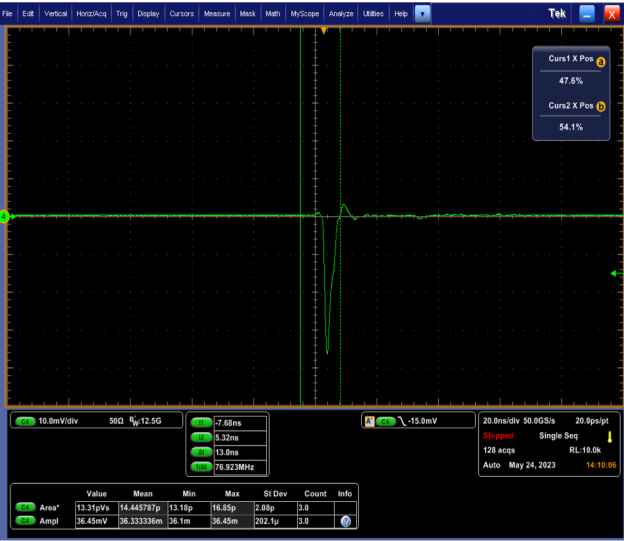 File Edit Vertical Horiz/Acq Trig Display Cursors Measure Mask Math MyScope Analyze Utilities Help Tek X
Curs1 X Pos a
47.6%
Curs2 X Pos b
54.1%
4
C4 10.0mV/div 50Ω BW:12.5G
t1 -7.68ns
t2 5.32ns
Δt 13.0ns
1/Δt 76.923MHz
A' C4 -15.0mV
20.0ns/div 50.0GS/s 20.0ps/pt
Stopped Single Seq
128 acqs RL:10.0k
Auto May 24, 2023 14:10:06
Value Mean Min Max St Dev Count Info
C4 Area* 13.31pVs 14.445787p 13.18p 16.85p 2.08p 3.0
C4 Ampl 36.45mV 36.333336m 36.1m 36.45m 202.1μ 3.0